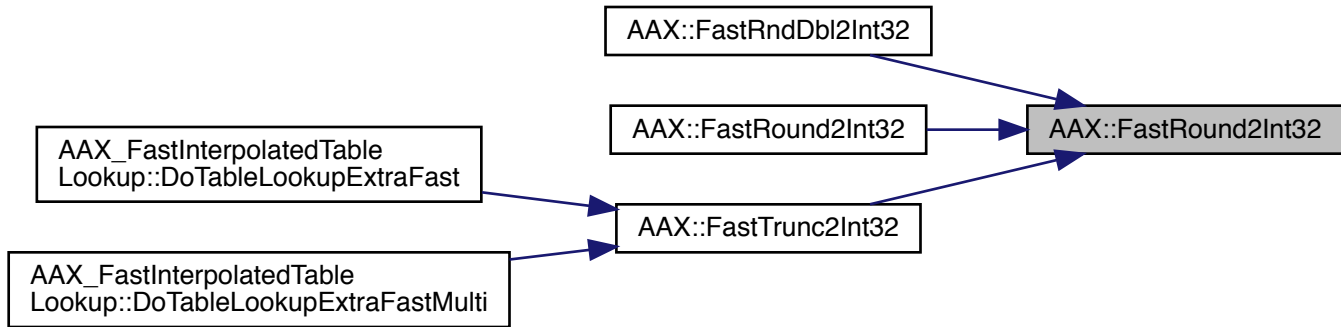 AAX::FastRndDbl2Int32
AAX::FastRound2Int32
AAX::FastRound2Int32
AAX_FastInterpolatedTable
Lookup::DoTableLookupExtraFast
AAX::FastTrunc2Int32
AAX_FastInterpolatedTable
Lookup::DoTableLookupExtraFastMulti